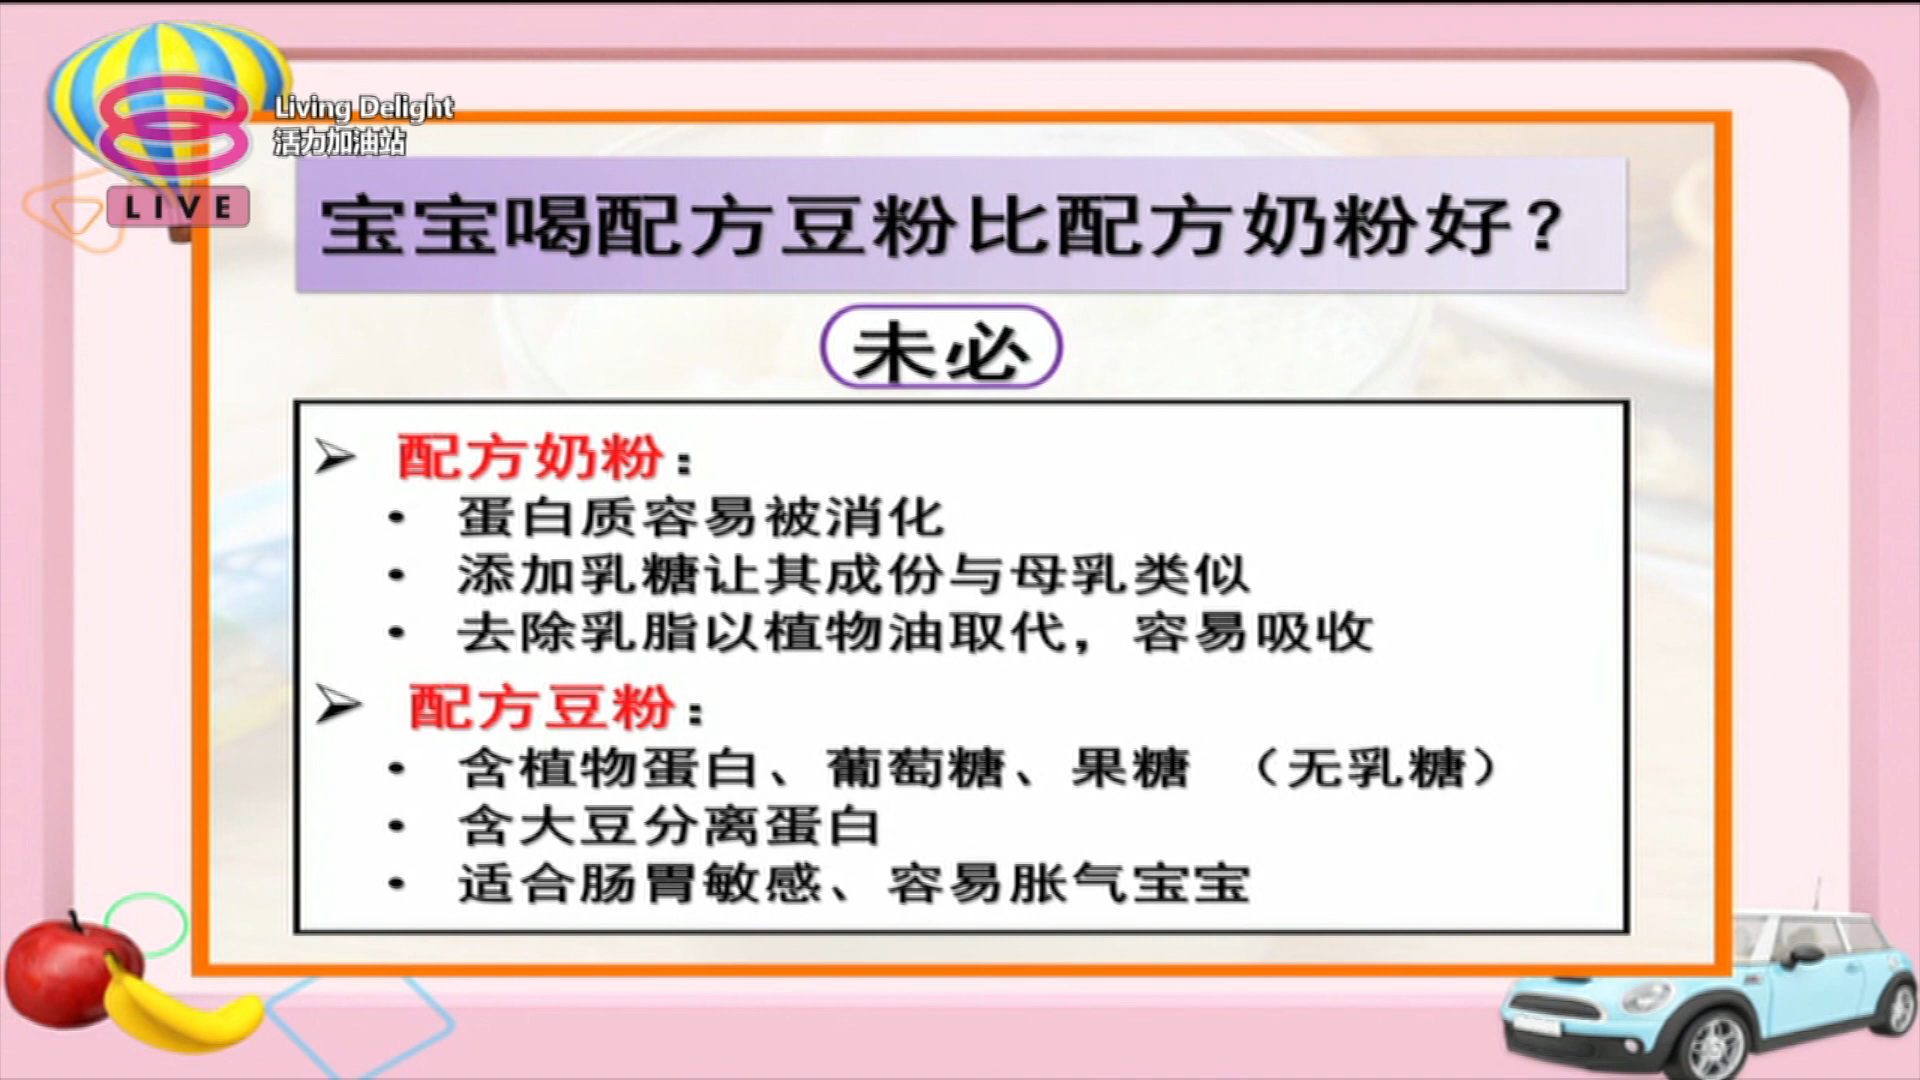 Living Delight
活力加油站
LIVE
宝宝喝配方豆粉比配方奶粉好？
未必
➢ 配方奶粉：
• 蛋白质容易被消化
• 添加乳糖让其成份与母乳类似
• 去除乳脂以植物油取代，容易吸收
➢ 配方豆粉：
• 含植物蛋白、葡萄糖、果糖 （无乳糖）
• 含大豆分离蛋白
• 适合肠胃敏感、容易胀气宝宝